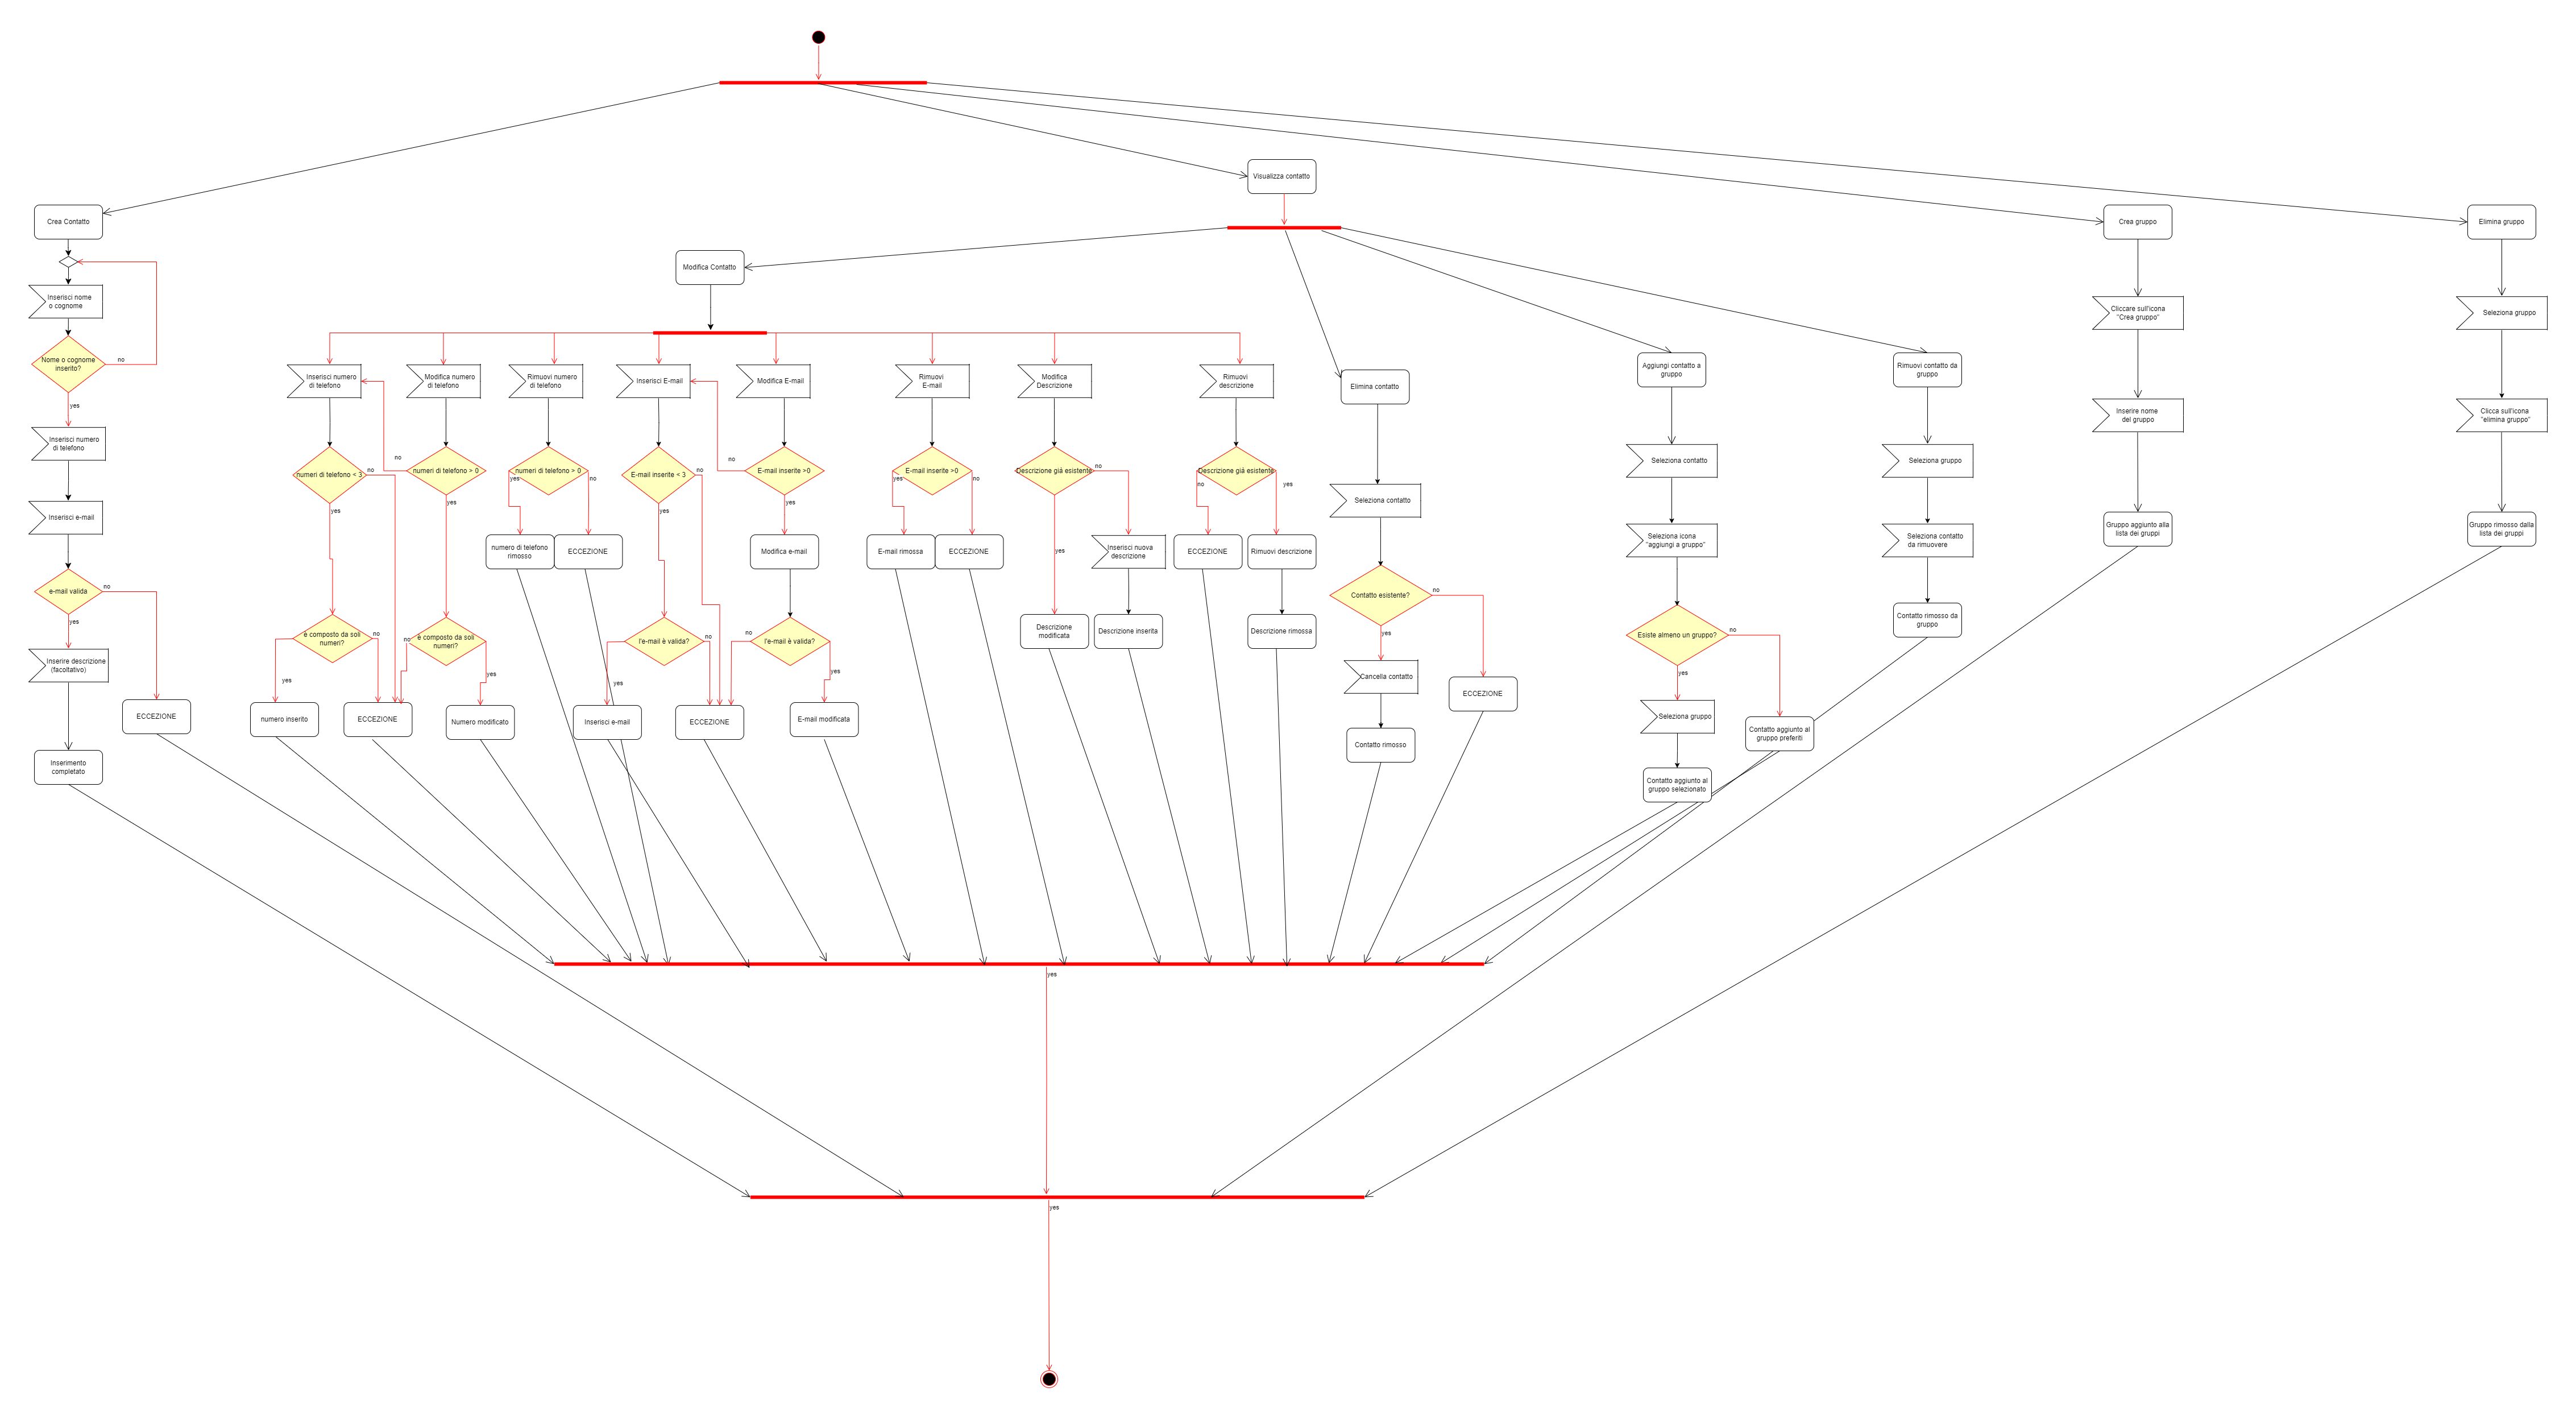 Visualizza contatto
Crea Contatto
Crea gruppo
Elimina gruppo
Modifica Contatto
Inserisci nome
o cognome
Cliccare sull'icona
"Crea gruppo"
Seleziona gruppo
Nome o cognome
inserito?
no
yes
Inserisci numero
di telefono
Modifica numero
di telefono
Rimuovi numero
di telefono
Inserisci E-mail
Modifica E-mail
Rimuovi
E-mail
Modifica
Descrizione
Rimuovi
descrizione
Elimina contatto
Aggiungi contatto a
gruppo
Rimuovi contatto da
gruppo
Inserire nome
del gruppo
Clicca sull'icona
"elimina gruppo"
Inserisci numero
di telefono
numeri di telefono < 3
no
yes
no
numeri di telefono > 0
yes
numeri di telefono > 0
yes
no
E-mail inserite < 3
no
yes
no
E-mail inserite >0
yes
E-mail inserite >0
yes
no
Descrizione già esistente
no
yes
Descrizione già esistente
no
yes
Seleziona contatto
Seleziona contatto
Seleziona gruppo
Inserisci e-mail
numero di telefono
rimosso
ECCEZIONE
Modifica e-mail
E-mail rimossa
ECCEZIONE
Inserisci nuova
descrizione
ECCEZIONE
Rimuovi descrizione
Seleziona icona
"aggiungi a gruppo"
Seleziona contatto
da rimuovere
Gruppo aggiunto alla
lista dei gruppi
Gruppo rimosso dalla
lista dei gruppi
e-mail valida
no
yes
Contatto esistente?
no
yes
è composto da soli
numeri?
no
yes
è composto da soli
numeri?
no
yes
l'e-mail è valida?
no
yes
l'e-mail è valida?
no
yes
Descrizione
modificata
Descrizione inserita
Descrizione rimossa
Esiste almeno un gruppo?
no
yes
Contatto rimosso da
gruppo
Inserire descrizione
(facoltativo)
Cancella contatto
ECCEZIONE
ECCEZIONE
numero inserito
ECCEZIONE
Numero modificato
Inserisci e-mail
ECCEZIONE
E-mail modificata
Seleziona gruppo
Contatto aggiunto al
gruppo preferiti
Contatto rimosso
Inserimento
completato
Contatto aggiunto al
gruppo selezionato
yes
yes